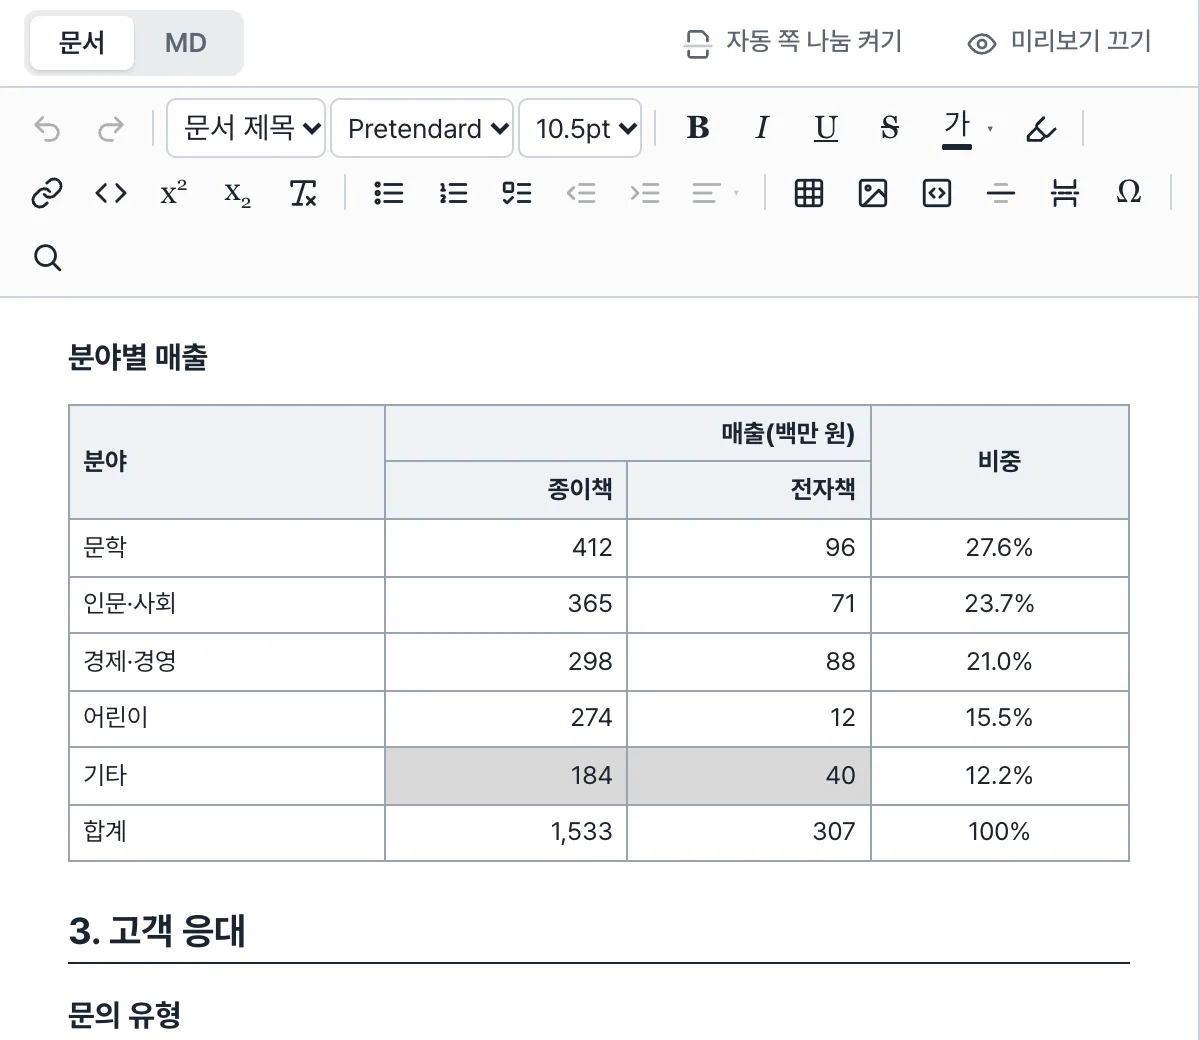 문서 MD 자동 쪽 나눔 켜기 미리보기 끄기
문서 제목 Pretendard 10.5pt B I U S 가
x² X₂ Ω
분야별 매출
분야 매출(백만 원) 비중
종이책 전자책
문학 412 96 27.6%
인문·사회 365 71 23.7%
경제·경영 298 88 21.0%
어린이 274 12 15.5%
기타 184 40 12.2%
합계 1,533 307 100%
3. 고객 응대
문의 유형